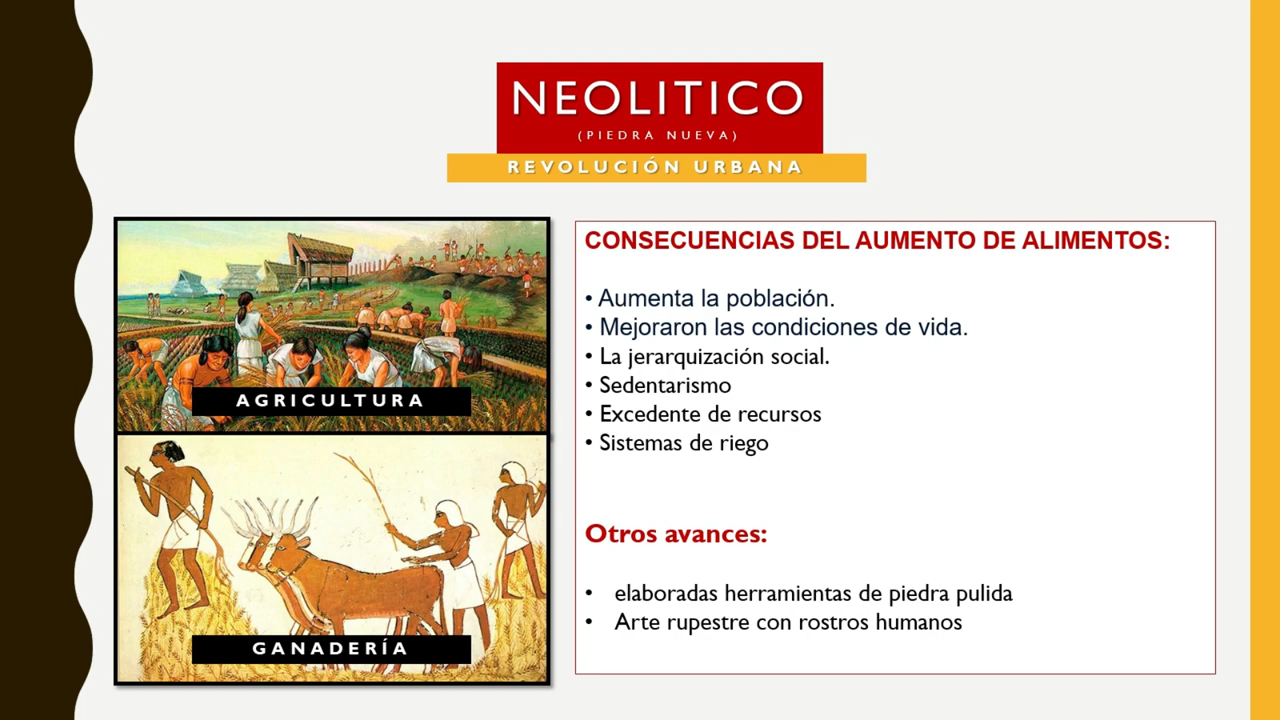 NEOLITICO
(PIEDRA NUEVA)
REVOLUCIÓN URBANA
AGRICULTURA
GANADERÍA
CONSECUENCIAS DEL AUMENTO DE ALIMENTOS:
• Aumenta la población.
• Mejoraron las condiciones de vida.
• La jerarquización social.
• Sedentarismo
• Excedente de recursos
• Sistemas de riego
Otros avances:
• elaboradas herramientas de piedra pulida
• Arte rupestre con rostros humanos